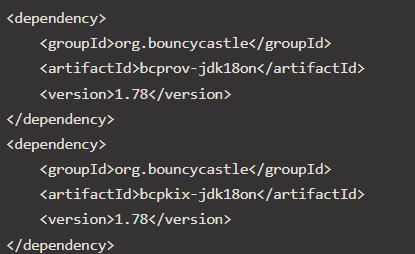 <dependency>
    <groupId>org.bouncycastle</groupId>
    <artifactId>bcprov-jdk18on</artifactId>
    <version>1.78</version>
</dependency>
<dependency>
    <groupId>org.bouncycastle</groupId>
    <artifactId>bcpkix-jdk18on</artifactId>
    <version>1.78</version>
</dependency>